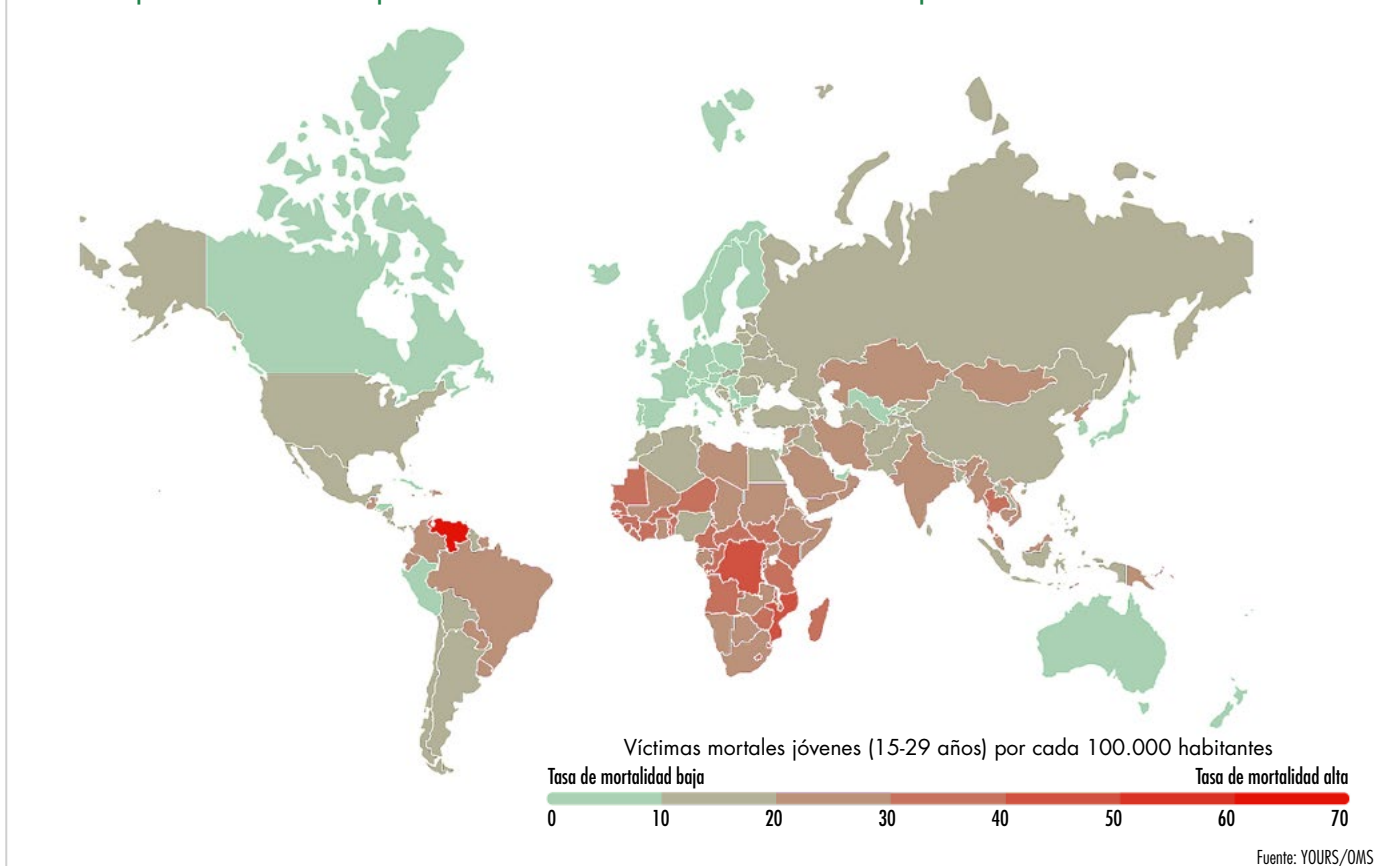 Víctimas mortales jóvenes (15-29 años) por cada 100.000 habitantes
Tasa de mortalidad baja Tasa de mortalidad alta
0 10 20 30 40 50 60 70
Fuente: YOURS/OMS